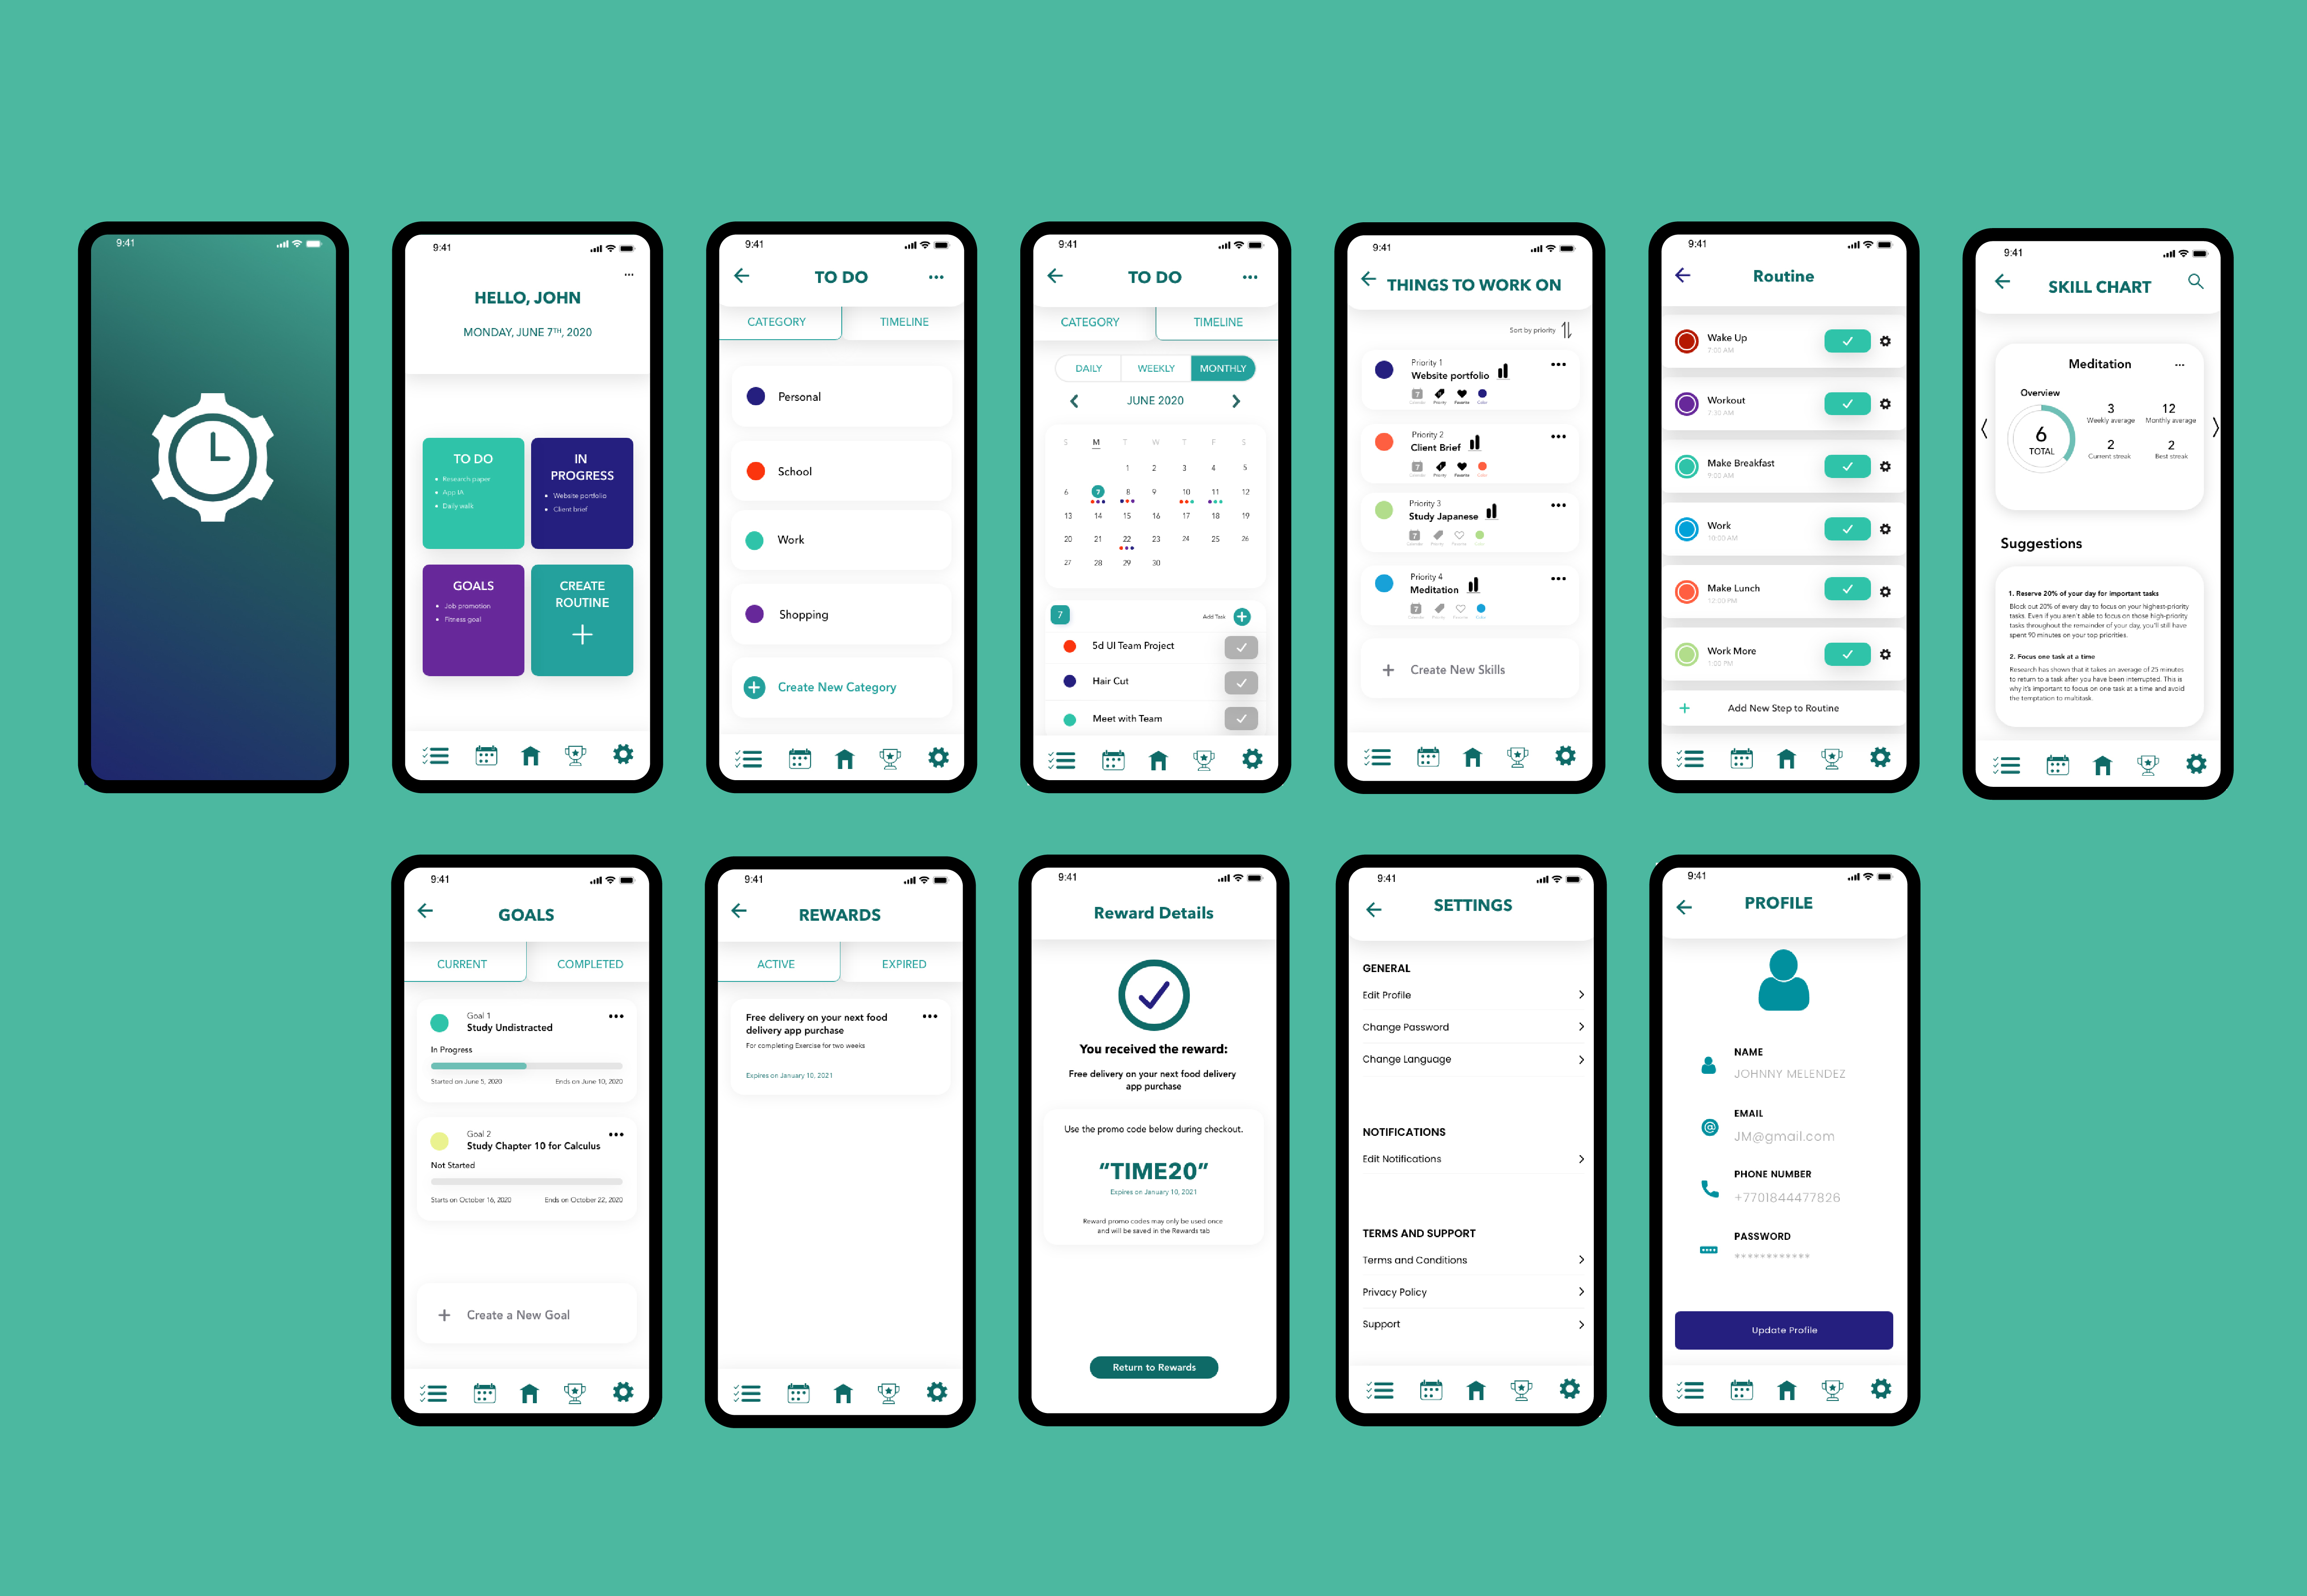 9:41
9:41
HELLO, JOHN
MONDAY, JUNE 7TH, 2020
TO DO
Research paper
App IA
Daily walk
IN
PROGRESS
Website portfolio
Client brief
GOALS
Job promotion
Fitness goal
CREATE
ROUTINE
9:41
TO DO
CATEGORY TIMELINE
Personal
School
Work
Shopping
Create New Category
9:41
TO DO
CATEGORY TIMELINE
DAILY WEEKLY MONTHLY
JUNE 2020
S M T W T F S
1 2 3 4 5
6 7 8 9 10 11 12
13 14 15 16 17 18 19
20 21 22 23 24 25 26
27 28 29 30
7 Add Task
5d UI Team Project
Hair Cut
Meet with Team
9:41
THINGS TO WORK ON
Sort by priority
Priority 1
Website portfolio
7
Calendar Priority Favorite Color
Priority 2
Client Brief
7
Calendar Priority Favorite Color
Priority 3
Study Japanese
7
Calendar Priority Favorite
Priority 4
Meditation
7
Calendar Priority Favorite Color
Create New Skills
9:41
Routine
Wake Up
7:00 AM
Workout
7:30 AM
Make Breakfast
9:00 AM
Work
10:00 AM
Make Lunch
12:00 PM
Work More
1:00 PM
Add New Step to Routine
9:41
SKILL CHART
Meditation
Overview
6
TOTAL
3 12
Weekly average Monthly average
2 2
Current streak Best streak
Suggestions
1. Reserve 20% of your day for important tasks
Block out 20% of every day to focus on your highest-priority
tasks. Even if you aren't able to focus on those high-priority
tasks throughout the remainder of your day, you'll still have
spent 90 minutes on your top priorities.
2. Focus one task at a time
Research has shown that it takes an average of 25 minutes
to return to a task after you have been interrupted. This is
why it's important to focus on one task at a time and avoid
the temptation to multitask.
9:41
GOALS
CURRENT COMPLETED
Goal 1
Study Undistracted
In Progress
Started on June 5, 2020 Ends on June 10, 2020
Goal 2
Study Chapter 10 for Calculus
Not Started
Starts on October 16, 2020 Ends on October 22, 2020
Create a New Goal
9:41
REWARDS
ACTIVE EXPIRED
Free delivery on your next food
delivery app purchase
For completing Exercise for two weeks
Expires on January 10, 2021
9:41
Reward Details
You received the reward:
Free delivery on your next food delivery
app purchase
Use the promo code below during checkout.
“TIME20”
Expires on January 10, 2021
Reward promo codes may only be used once
and will be saved in the Rewards tab
Return to Rewards
9:41
SETTINGS
GENERAL
Edit Profile
Change Password
Change Language
NOTIFICATIONS
Edit Notifications
TERMS AND SUPPORT
Terms and Conditions
Privacy Policy
Support
9:41
PROFILE
NAME
JOHNNY MELENDEZ
EMAIL
JM@gmail.com
PHONE NUMBER
+7701844477826
PASSWORD
************
Update Profile